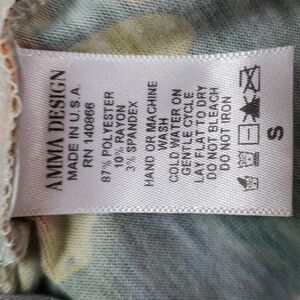 AMMA DESIGN
MADE IN U.S.A.
RN 140866
87% POLYESTER
10% RAYON
3% SPANDEX
HAND OR MACHINE
WASH
COLD WATER ON
GENTLE CYCLE
LAY FLAT TO DRY
DO NOT BLEACH
DO NOT IRON
S